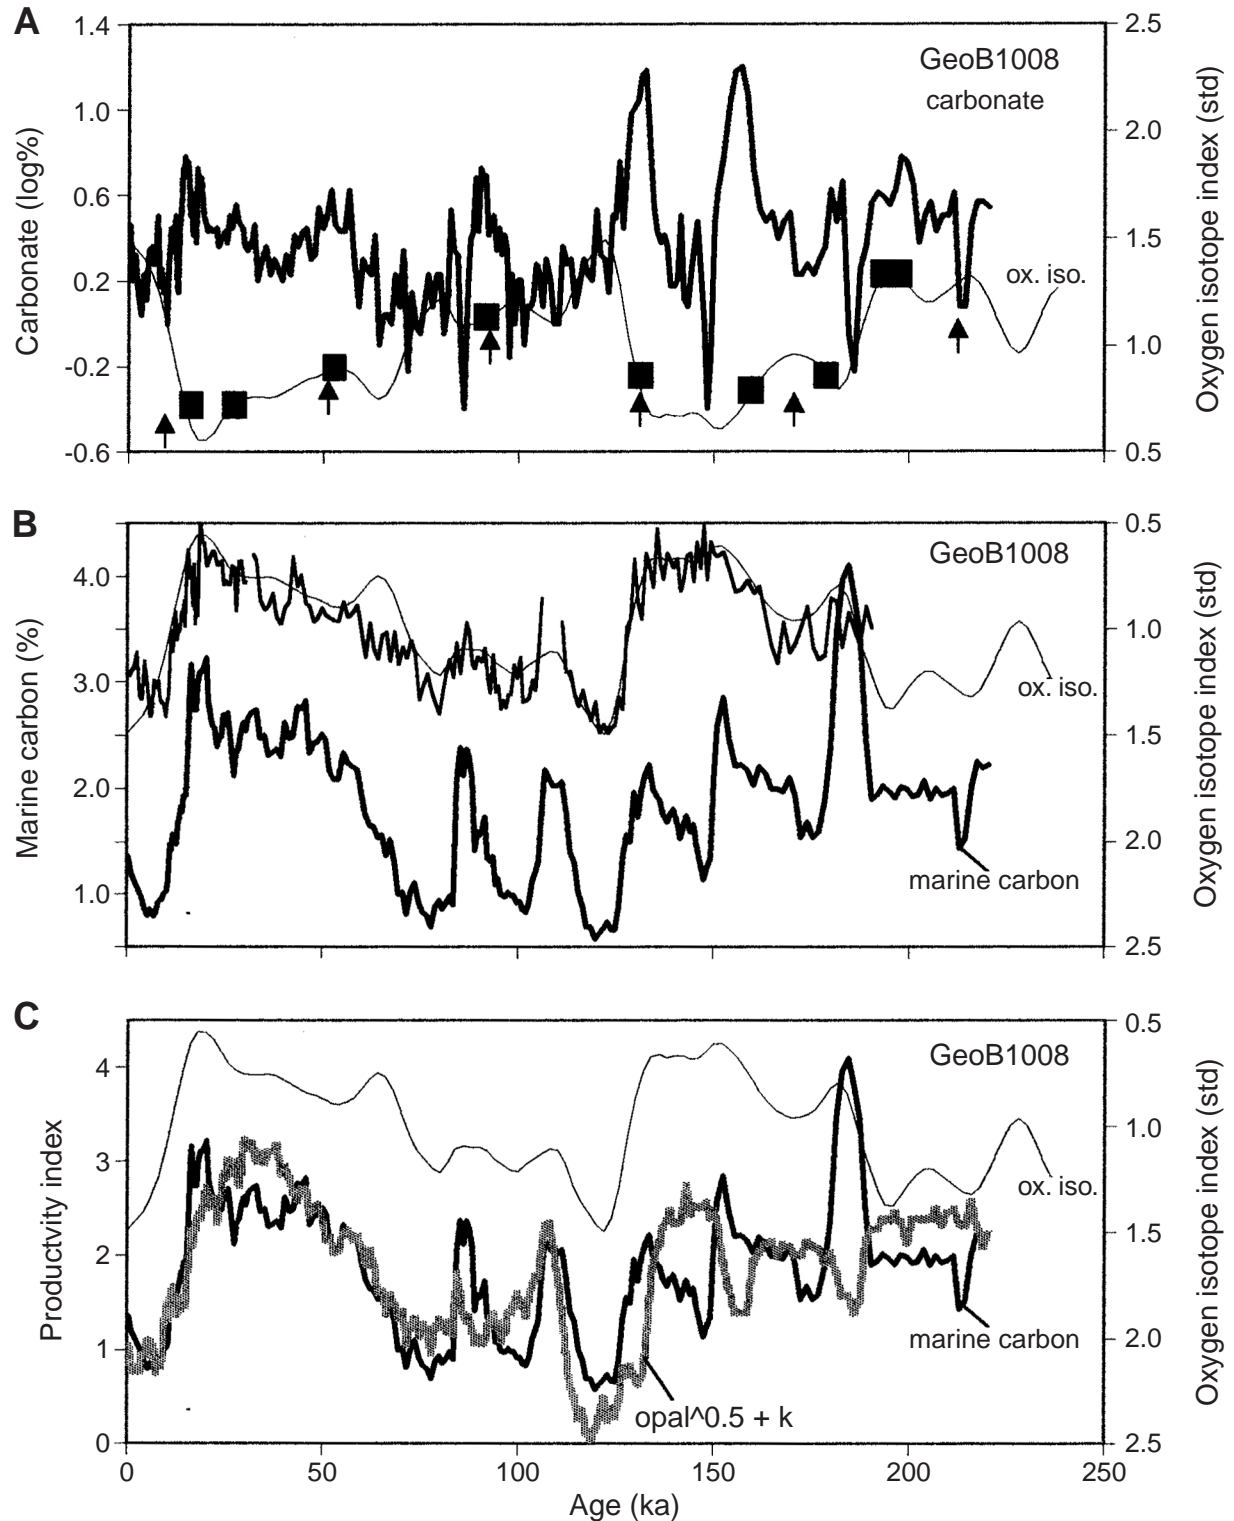 A
1.4
1.0
0.6
0.2
-0.2
-0.6
Carbonate (log%)
GeoB1008
carbonate
ox. iso.
2.5
2.0
1.5
1.0
0.5
Oxygen isotope index (std)
B
4.0
3.0
2.0
1.0
Marine carbon (%)
GeoB1008
ox. iso.
marine carbon
0.5
1.0
1.5
2.0
2.5
Oxygen isotope index (std)
C
4
3
2
1
0
Productvity index
GeoB1008
ox. iso.
marine carbon
opal^0.5 + k
0.5
1.0
1.5
2.0
2.5
Oxygen isotope index (std)
0 50 100 150 200 250
Age (ka)